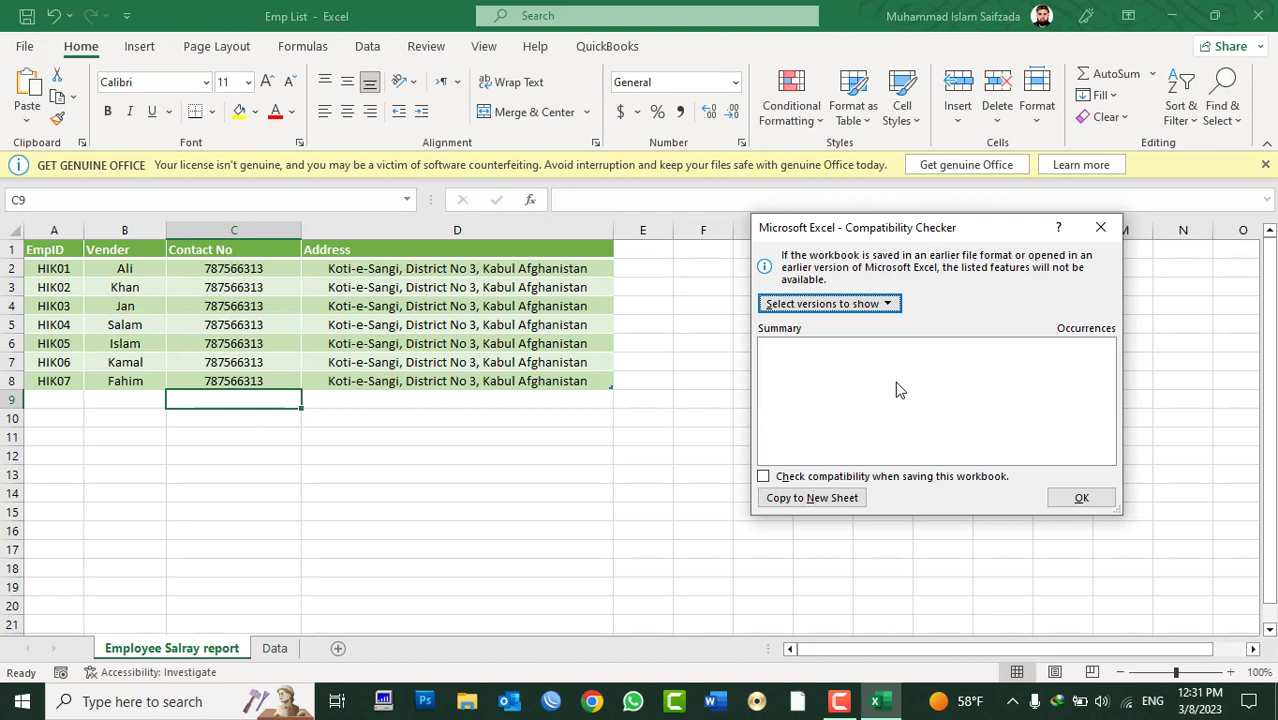 Emp List - Excel
Search
Muhammad Islam Saifzada
File Home Insert Page Layout Formulas Data Review View Help QuickBooks Share
Paste
Calibri 11
B I U
Wrap Text
Merge & Center
General
$ %
Conditional Formatting
Format as Table
Cell Styles
Insert
Delete
Format
AutoSum
Fill
Clear
Sort & Filter
Find & Select
Clipboard Font Alignment Number Styles Cells Editing
GET GENUINE OFFICE Your license isn't genuine, and you may be a victim of software counterfeiting. Avoid interruption and keep your files safe with genuine Office today. Get genuine Office Learn more
C9 fx
A B C D E F M N O
1 EmpID Vender Contact No Address
2 HIK01 Ali 787566313 Koti-e-Sangi, District No 3, Kabul Afghanistan
3 HIK02 Khan 787566313 Koti-e-Sangi, District No 3, Kabul Afghanistan
4 HIK03 Jan 787566313 Koti-e-Sangi, District No 3, Kabul Afghanistan
5 HIK04 Salam 787566313 Koti-e-Sangi, District No 3, Kabul Afghanistan
6 HIK05 Islam 787566313 Koti-e-Sangi, District No 3, Kabul Afghanistan
7 HIK06 Kamal 787566313 Koti-e-Sangi, District No 3, Kabul Afghanistan
8 HIK07 Fahim 787566313 Koti-e-Sangi, District No 3, Kabul Afghanistan
9
10
11
12
13
14
15
16
17
18
19
20
21
Microsoft Excel - Compatibility Checker ?
If the workbook is saved in an earlier file format or opened in an
earlier version of Microsoft Excel, the listed features will not be
available.
Select versions to show
Summary Occurrences
Check compatibility when saving this workbook.
Copy to New Sheet OK
Employee Salray report Data
Ready Accessibility: Investigate 100%
Type here to search
58°F
ENG
12:31 PM
3/8/2023